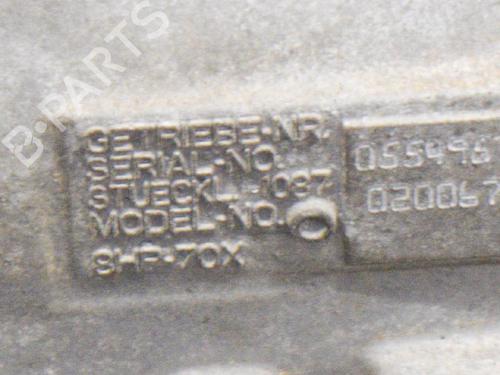 B-PARTS
GETRIEBE-NR.
SERIAL-NO. 055496
STUECKL. 1087 020067
MODEL-NO.
8HP-70X